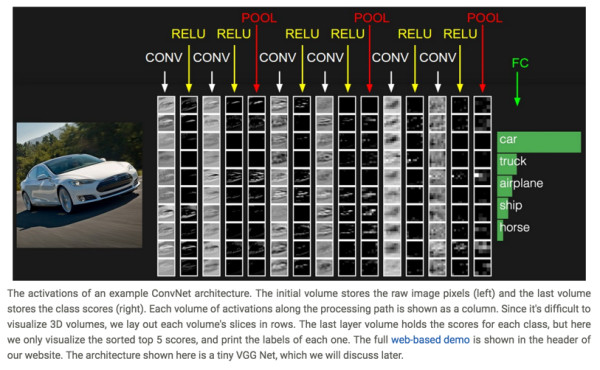 POOL POOL POOL
RELU RELU RELU RELU RELU RELU
CONV CONV CONV CONV CONV CONV
FC
car
truck
airplane
ship
horse
The activations of an example ConvNet architecture. The initial volume stores the raw image pixels (left) and the last volume
stores the class scores (right). Each volume of activations along the processing path is shown as a column. Since it's difficult to
visualize 3D volumes, we lay out each volume's slices in rows. The last layer volume holds the scores for each class, but here
we only visualize the sorted top 5 scores, and print the labels of each one. The full web-based demo is shown in the header of
our website. The architecture shown here is a tiny VGG Net, which we will discuss later.